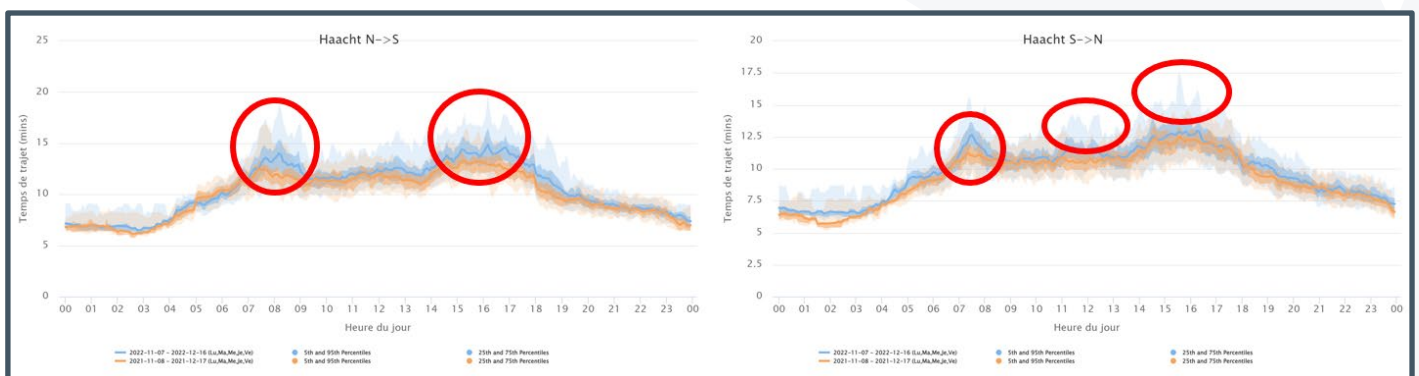 Haacht N->S
25
20
15
10
5
0
Temps de trajet (mins)
00 01 02 03 04 05 06 07 08 09 10 11 12 13 14 15 16 17 18 19 20 21 22 23 00
Heure du jour
2022-11-07 - 2022-12-16 (Lu,Ma,Me,Je,Ve) 5th and 95th Percentiles 25th and 75th Percentiles
2021-11-08 - 2021-12-17 (Lu,Ma,Me,Je,Ve) 5th and 95th Percentiles 25th and 75th Percentiles
Haacht S->N
20
17.5
15
12.5
10
7.5
5
2.5
0
Temps de trajet (mins)
00 01 02 03 04 05 06 07 08 09 10 11 12 13 14 15 16 17 18 19 20 21 22 23 00
Heure du jour
2022-11-07 - 2022-12-16 (Lu,Ma,Me,Je,Ve) 5th and 95th Percentiles 25th and 75th Percentiles
2021-11-08 - 2021-12-17 (Lu,Ma,Me,Je,Ve) 5th and 95th Percentiles 25th and 75th Percentiles